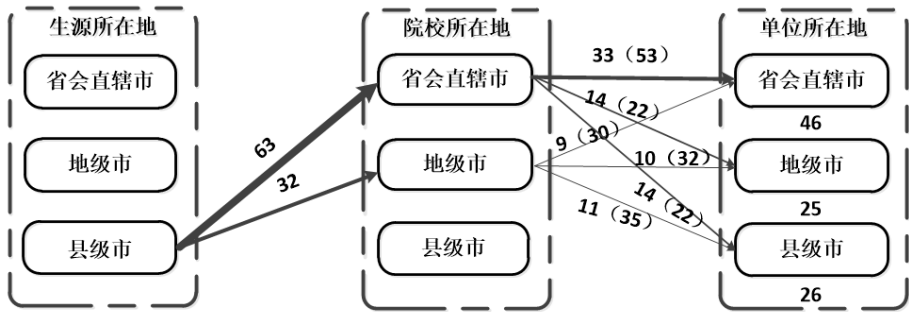 生源所在地
省会直辖市
地级市
县级市
63
32
院校所在地
省会直辖市
地级市
县级市
33（53）
14（22）
9（30）
10（32）
14（22）
11（35）
单位所在地
省会直辖市
46
地级市
25
县级市
26